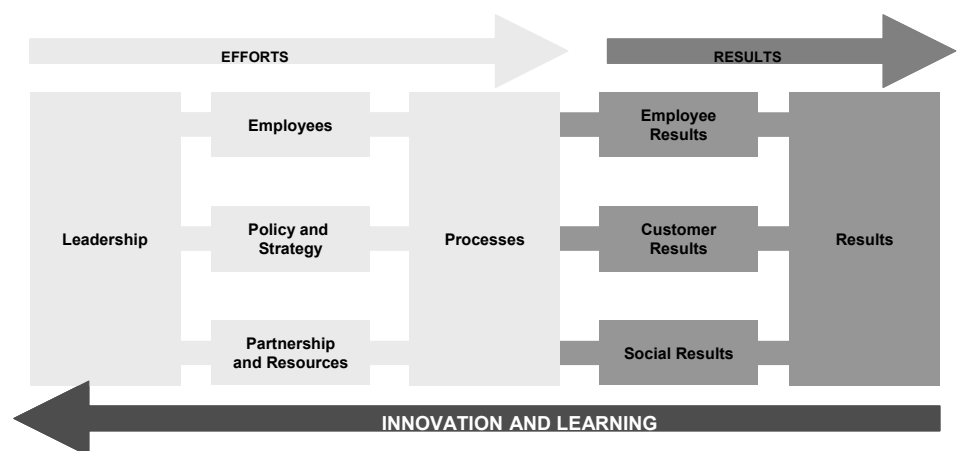 EFFORTS
RESULTS
Employees
Employee
Results
Leadership
Policy and
Strategy
Processes
Customer
Results
Results
Partnership
and Resources
Social Results
INNOVATION AND LEARNING